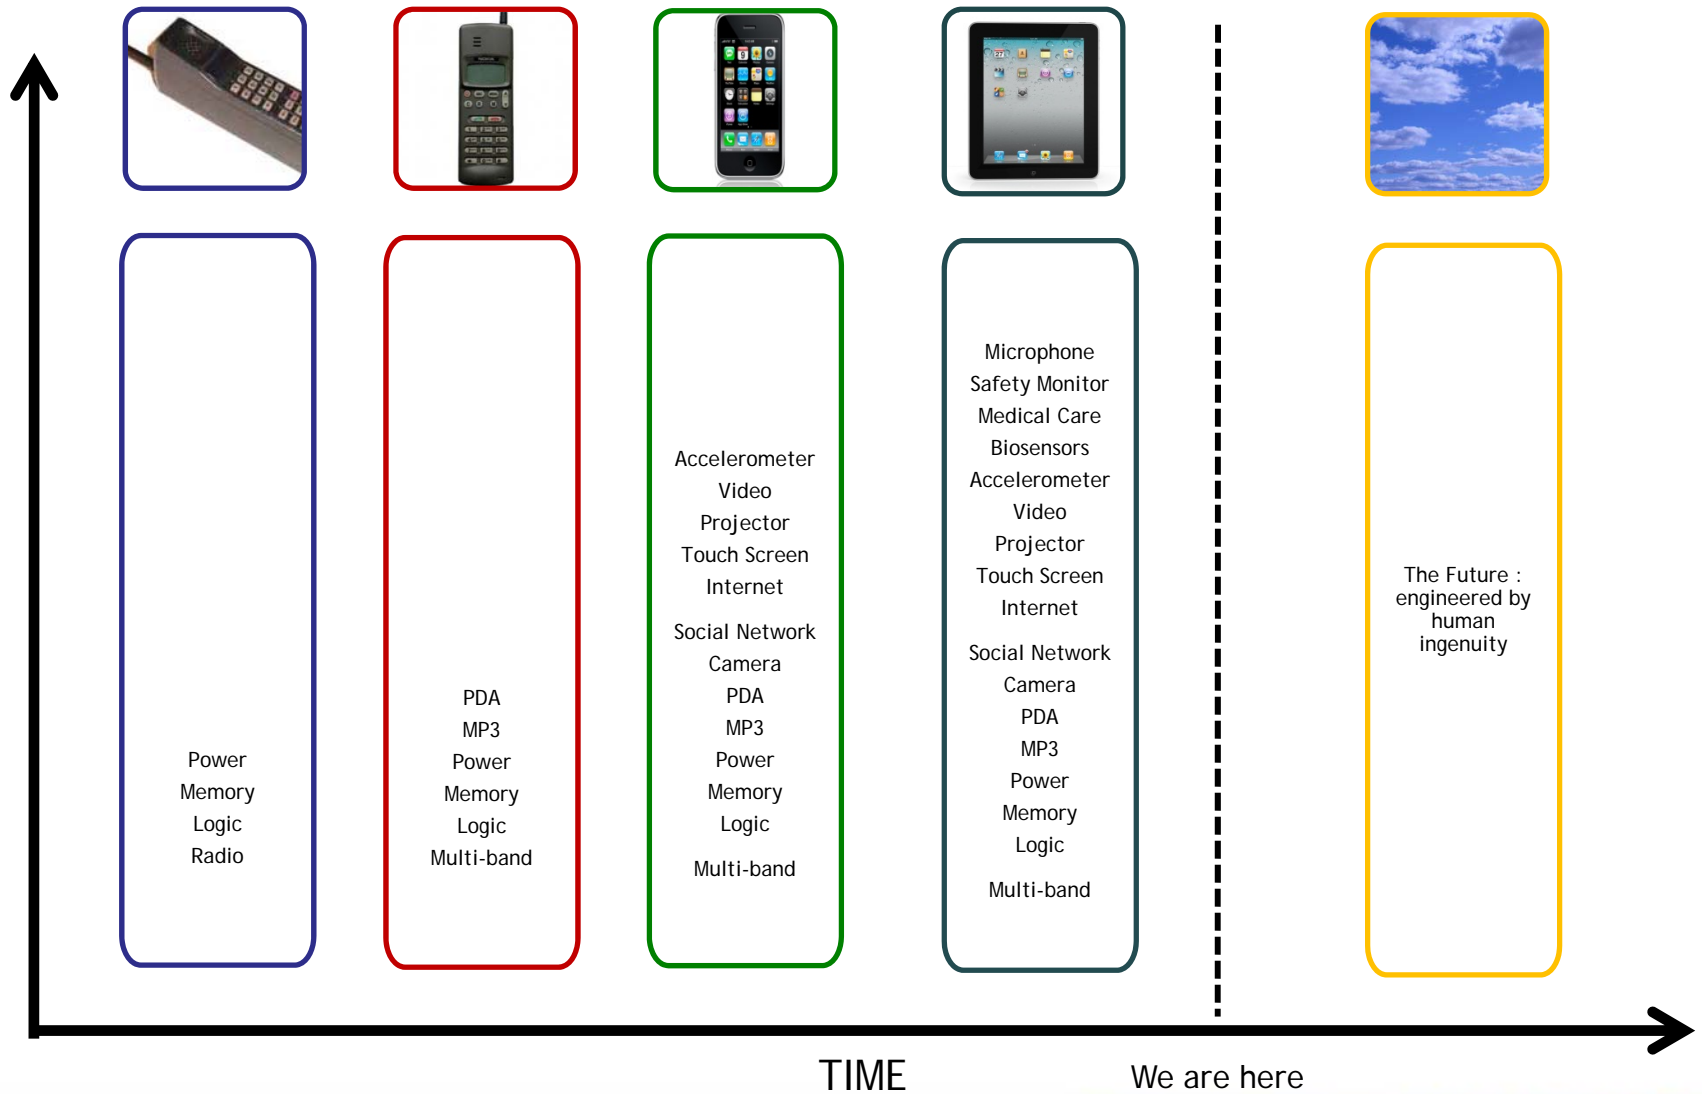 NOKIA
Power
Memory
Logic
Radio
PDA
MP3
Power
Memory
Logic
Multi-band
Accelerometer
Video
Projector
Touch Screen
Internet
Social Network
Camera
PDA
MP3
Power
Memory
Logic
Multi-band
Microphone
Safety Monitor
Medical Care
Biosensors
Accelerometer
Video
Projector
Touch Screen
Internet
Social Network
Camera
PDA
MP3
Power
Memory
Logic
Multi-band
The Future :
engineered by
human
ingenuity
TIME
We are here